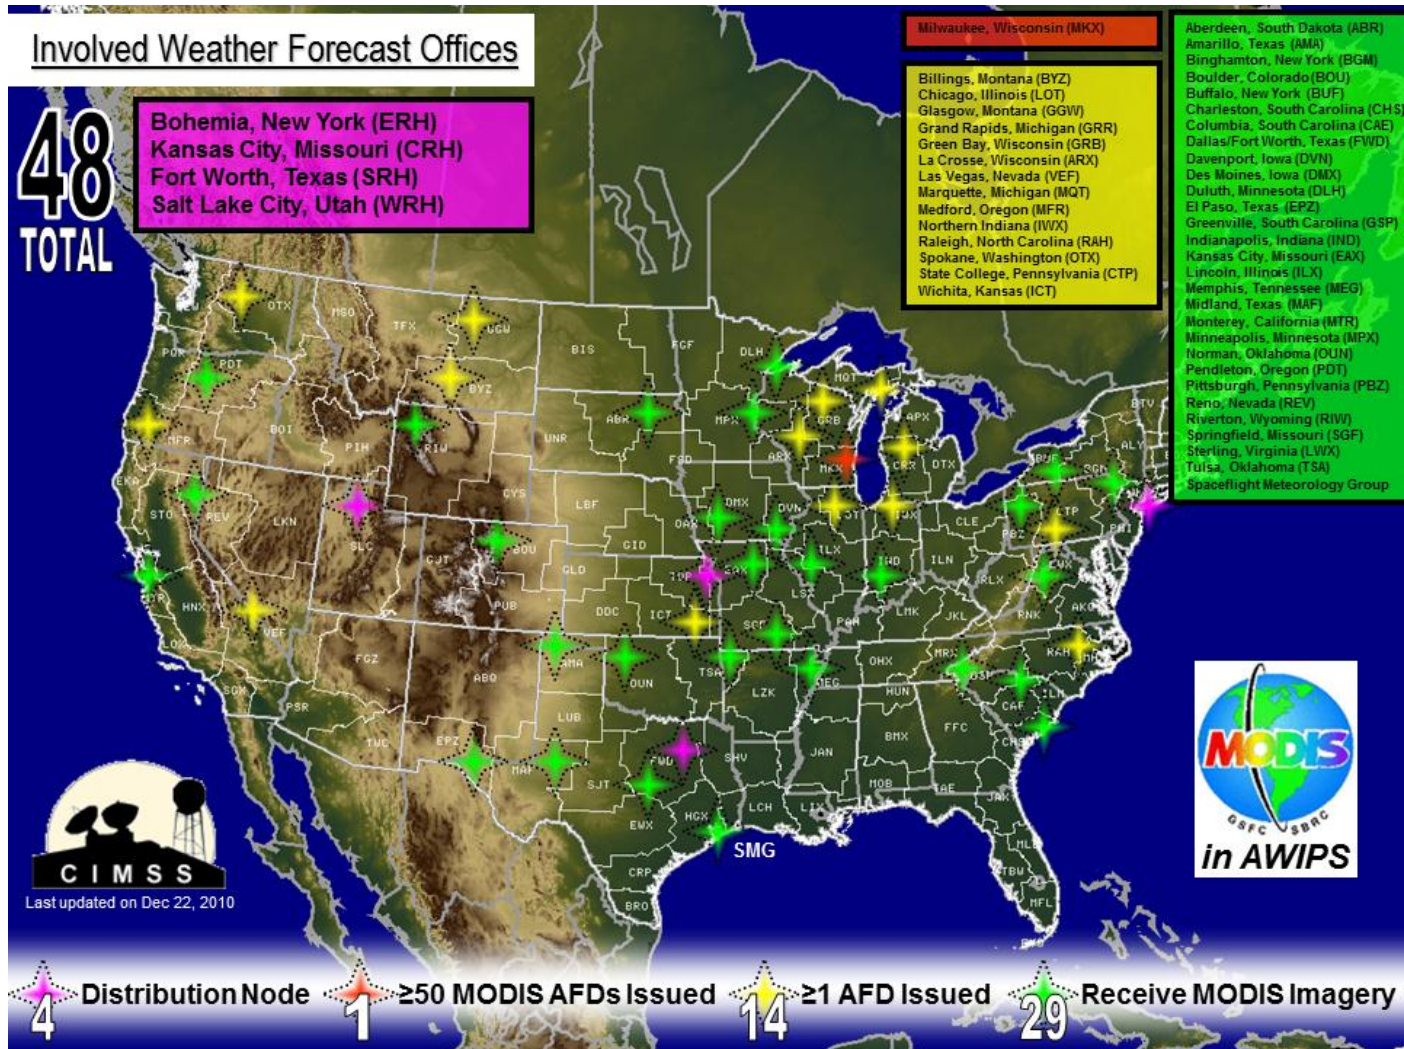 Involved Weather Forecast Offices
48
TOTAL
Bohemia, New York (ERH)
Kansas City, Missouri (CRH)
Fort Worth, Texas (SRH)
Salt Lake City, Utah (WRH)
Milwaukee, Wisconsin (MKX)
Billings, Montana (BYZ)
Chicago, Illinois (LOT)
Glasgow, Montana (GGW)
Grand Rapids, Michigan (GRR)
Green Bay, Wisconsin (GRB)
La Crosse, Wisconsin (ARX)
Las Vegas, Nevada (VEF)
Marquette, Michigan (MQT)
Medford, Oregon (MFR)
Northern Indiana (IWX)
Raleigh, North Carolina (RAH)
Spokane, Washington (OTX)
State College, Pennsylvania (CTP)
Wichita, Kansas (ICT)
Aberdeen, South Dakota (ABR)
Amarillo, Texas (AMA)
Binghamton, New York (BGM)
Boulder, Colorado (BOU)
Buffalo, New York (BUF)
Charleston, South Carolina (CHS)
Columbia, South Carolina (CAE)
Dallas/Fort Worth, Texas (FWD)
Davenport, Iowa (DVN)
Des Moines, Iowa (DMX)
Duluth, Minnesota (DLH)
El Paso, Texas (EPZ)
Greenville, South Carolina (GSP)
Indianapolis, Indiana (IND)
Kansas City, Missouri (EAX)
Lincoln, Illinois (ILX)
Memphis, Tennessee (MEG)
Midland, Texas (MAF)
Monterey, California (MTR)
Minneapolis, Minnesota (MPX)
Norman, Oklahoma (OUN)
Pendleton, Oregon (PDT)
Pittsburgh, Pennsylvania (PBZ)
Reno, Nevada (REV)
Riverton, Wyoming (RIW)
Springfield, Missouri (SGF)
Sterling, Virginia (LWX)
Tulsa, Oklahoma (TSA)
Spaceflight Meteorology Group
OTX
MSO
TFX
GGW
BIS
FGF
DLH
MQT
PDT
BYZ
ABR
MPX
GRB
APX
BTV
MFR
BOI
PIH
RIW
UNR
ARX
MKX
DTX
ALY
EKA
FSD
STO
REV
LKN
SLC
CYS
LBF
OAX
DMX
DVN
CLE
PBZ
PHI
GJT
BOU
GLD
GID
ILX
IND
ILN
RLX
HNX
PUB
DDC
ICT
LSX
PAH
LMK
JKL
RNK
AKQ
VEF
SGF
RAH
LOX
FGZ
ABQ
AMA
OUN
TSA
MEG
OHX
MRX
SGX
PSR
LUB
LZK
HUN
FFC
CAE
ILM
TWC
EPZ
MAF
SJT
FWD
SHV
JAN
BMX
CHS
EWX
HGX
LCH
LIX
MOB
TAE
JAX
SMG
CRP
BRO
MLB
TBW
MFL
CIMSS
Last updated on Dec 22, 2010
MODIS
GSFC SBRC
in AWIPS
4 Distribution Node
1 ≥50 MODIS AFDs Issued
14 ≥1 AFD Issued
29 Receive MODIS Imagery